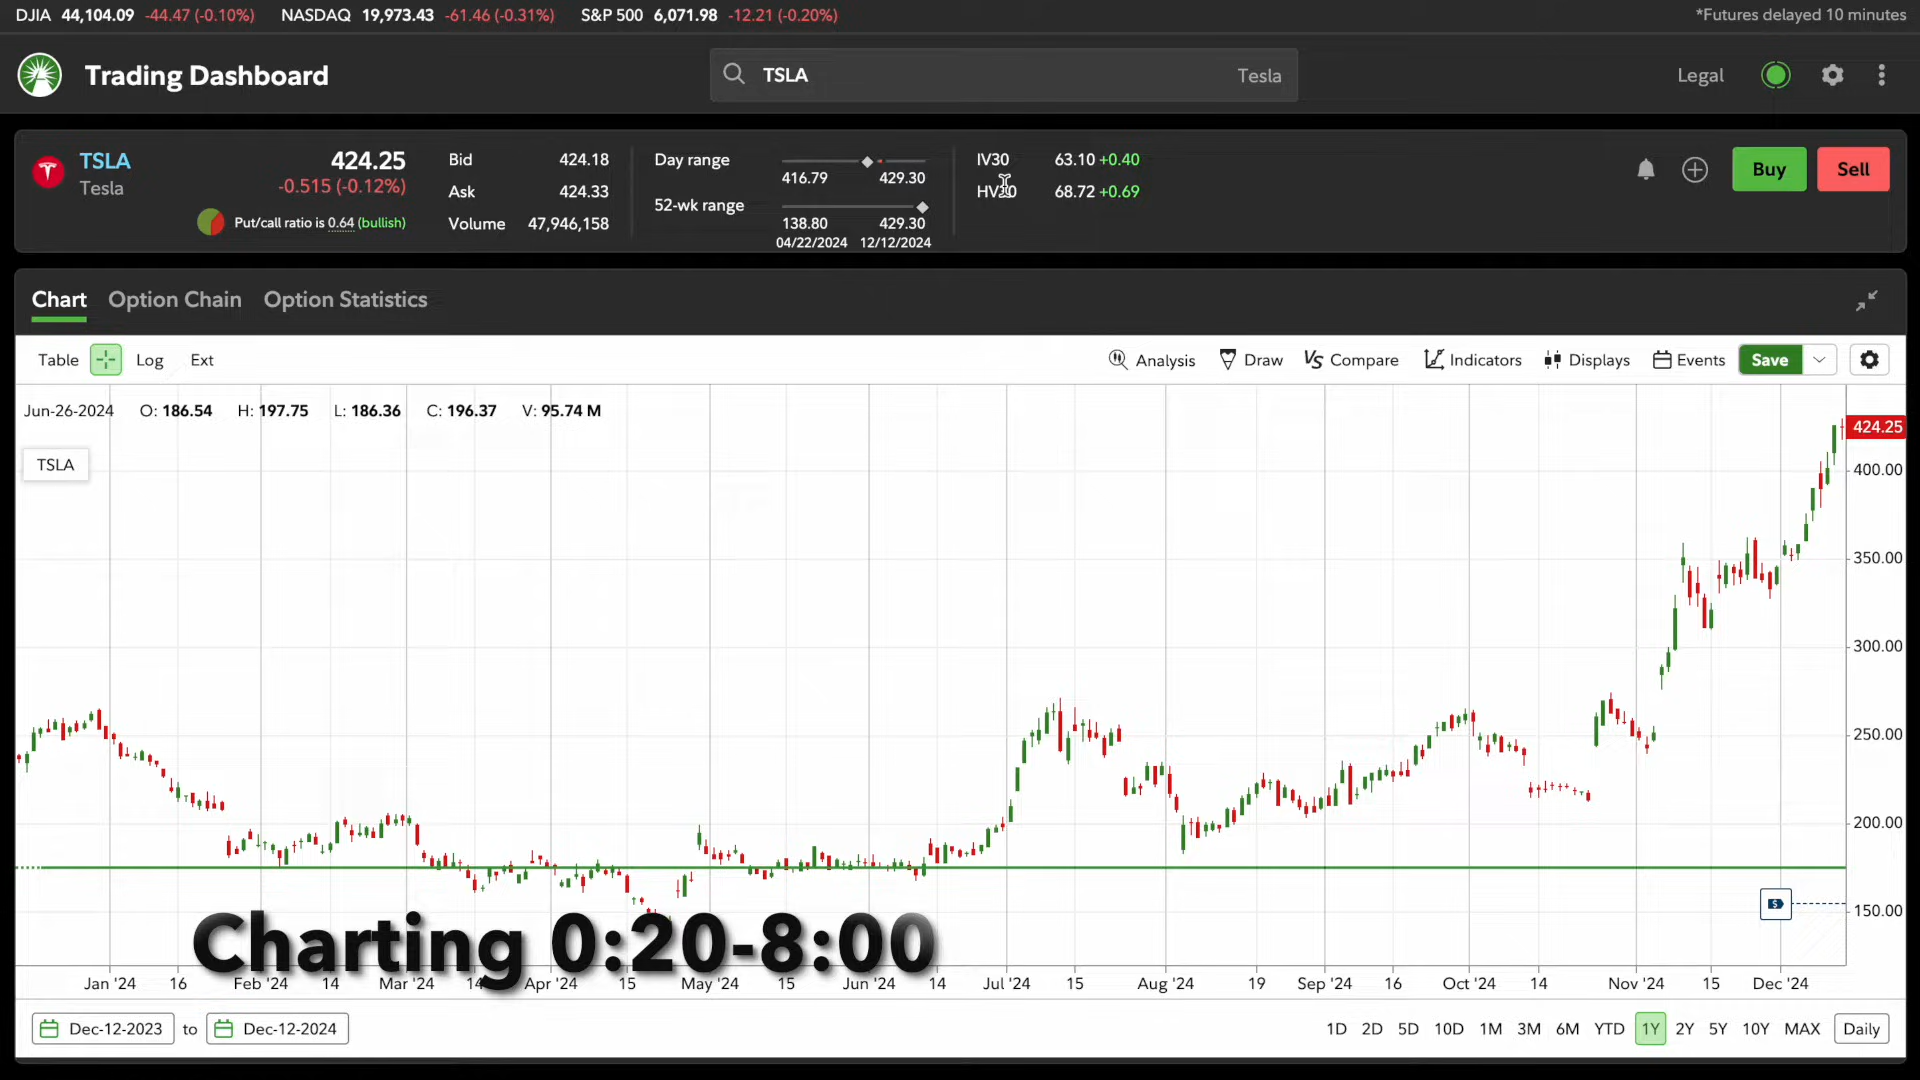 DJIA 44,104.09 -44.47 (-0.10%) NASDAQ 19,973.43 -61.46 (-0.31%) S&P 500 6,071.98 -12.21 (-0.20%) *Futures delayed 10 minutes
Trading Dashboard TSLA Tesla Legal
TSLA 424.25 Bid 424.18 Day range IV30 63.10 +0.40 Buy Sell
Tesla -0.515 (-0.12%) Ask 424.33 416.79 429.30 HV30 68.72 +0.69
Put/call ratio is 0.64 (bullish) Volume 47,946,158 52-wk range 138.80 429.30
04/22/2024 12/12/2024
Chart Option Chain Option Statistics
Table Log Ext Analysis Draw VS Compare Indicators Displays Events Save
Jun-26-2024 O: 186.54 H: 197.75 L: 186.36 C: 196.37 V: 95.74 M
424.25
TSLA
400.00
350.00
300.00
250.00
200.00
$
150.00
Charting 0:20-8:00
Jan '24 16 Feb '24 14 Mar '24 14 Apr '24 15 May '24 15 Jun '24 14 Jul '24 15 Aug '24 19 Sep '24 16 Oct '24 14 Nov '24 15 Dec '24
Dec-12-2023 to Dec-12-2024 1D 2D 5D 10D 1M 3M 6M YTD 1Y 2Y 5Y 10Y MAX Daily